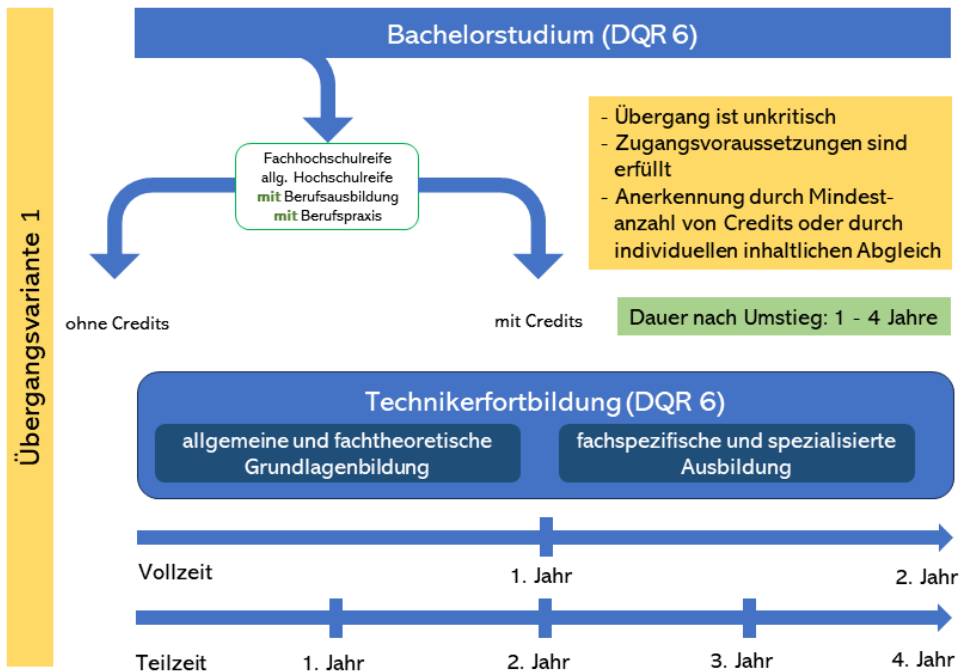 Übergangsvariante 1
Bachelorstudium (DQR 6)
Fachhochschulreife
allg. Hochschulreife
mit Berufsausbildung
mit Berufspraxis
- Übergang ist unkritisch
- Zugangsvoraussetzungen sind
erfüllt
- Anerkennung durch Mindest-
anzahl von Credits oder durch
individuellen inhaltlichen Abgleich
ohne Credits
mit Credits
Dauer nach Umstieg: 1 - 4 Jahre
Technikerfortbildung (DQR 6)
allgemeine und fachtheoretische
Grundlagenbildung
fachspezifische und spezialisierte
Ausbildung
Vollzeit
1. Jahr
2. Jahr
Teilzeit
1. Jahr
2. Jahr
3. Jahr
4. Jahr